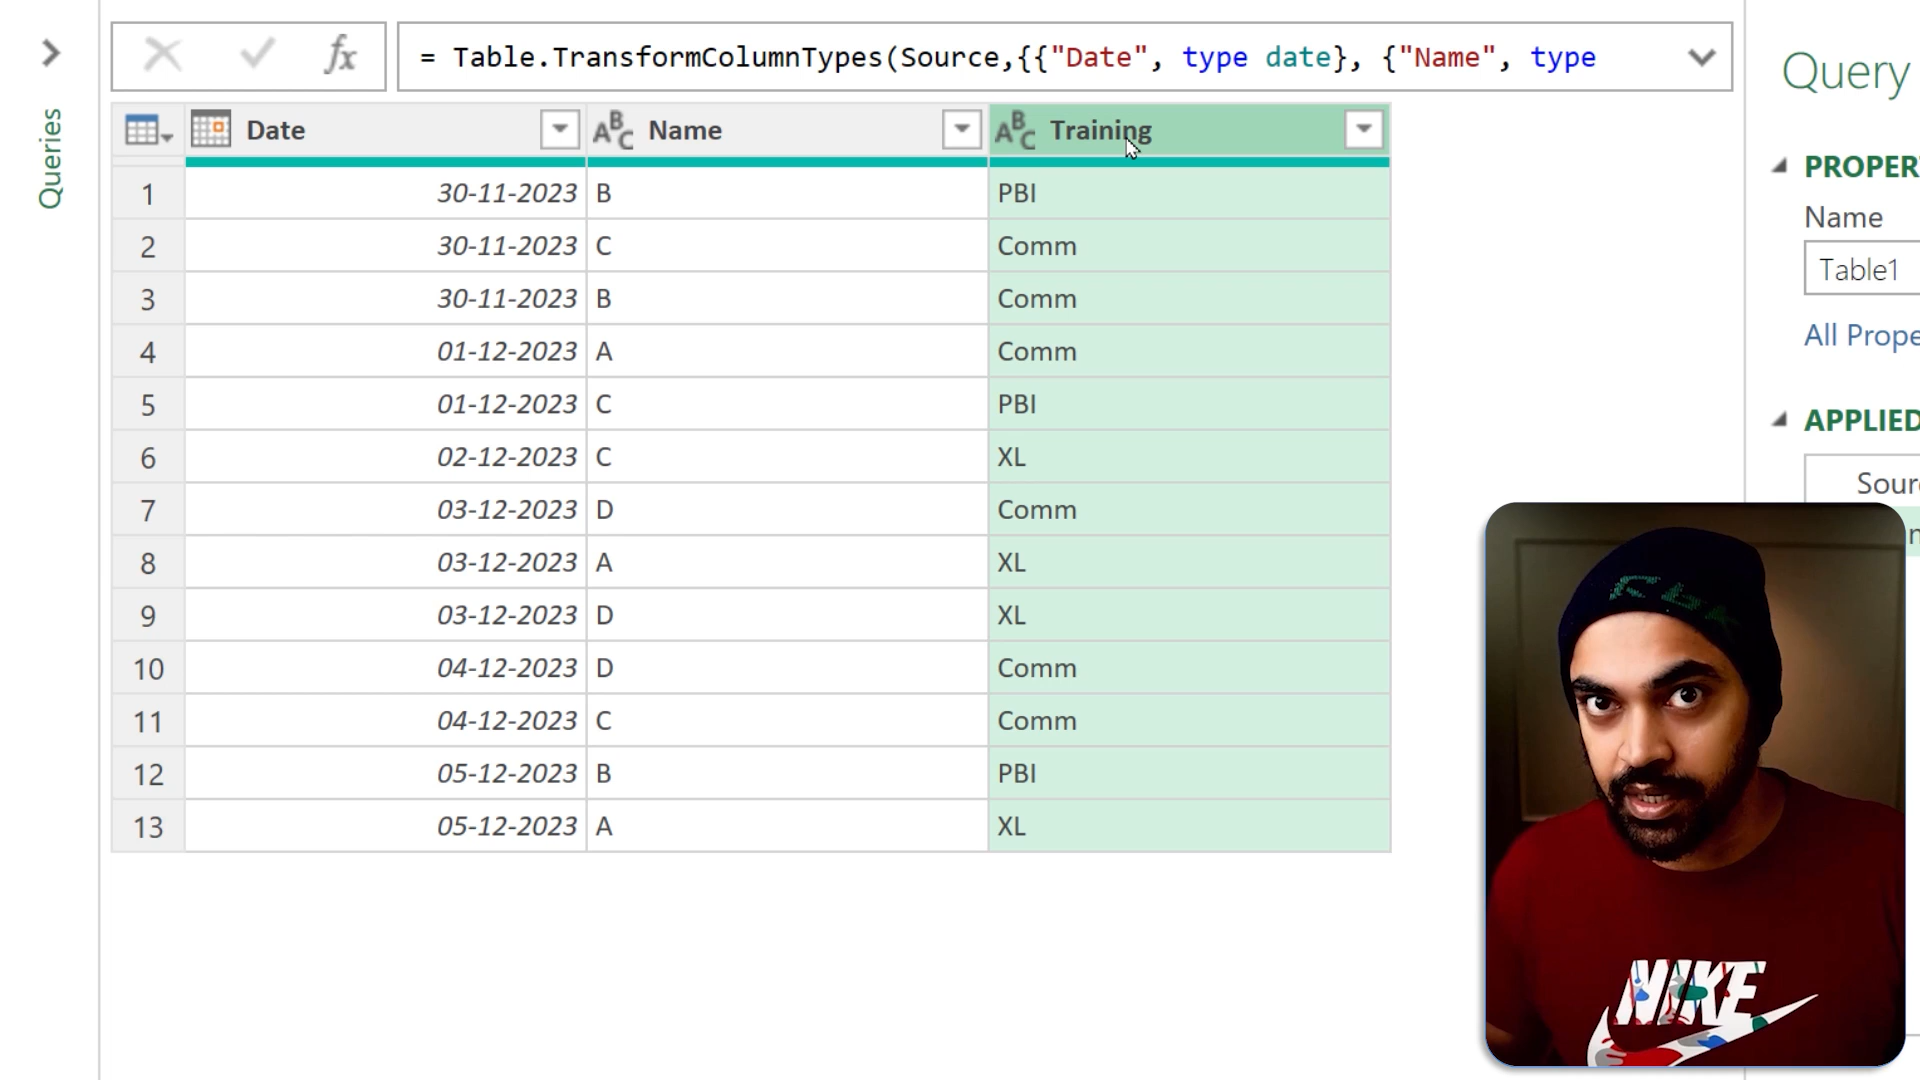 = Table.TransformColumnTypes(Source,{{"Date", type date}, {"Name", type
Queries
Date Name Training
1 30-11-2023 B PBI
2 30-11-2023 C Comm
3 30-11-2023 B Comm
4 01-12-2023 A Comm
5 01-12-2023 C PBI
6 02-12-2023 C XL
7 03-12-2023 D Comm
8 03-12-2023 A XL
9 03-12-2023 D XL
10 04-12-2023 D Comm
11 04-12-2023 C Comm
12 05-12-2023 B PBI
13 05-12-2023 A XL
Query
PROPER
Name
Table1
All Prope
APPLIED
Sour
NIKE